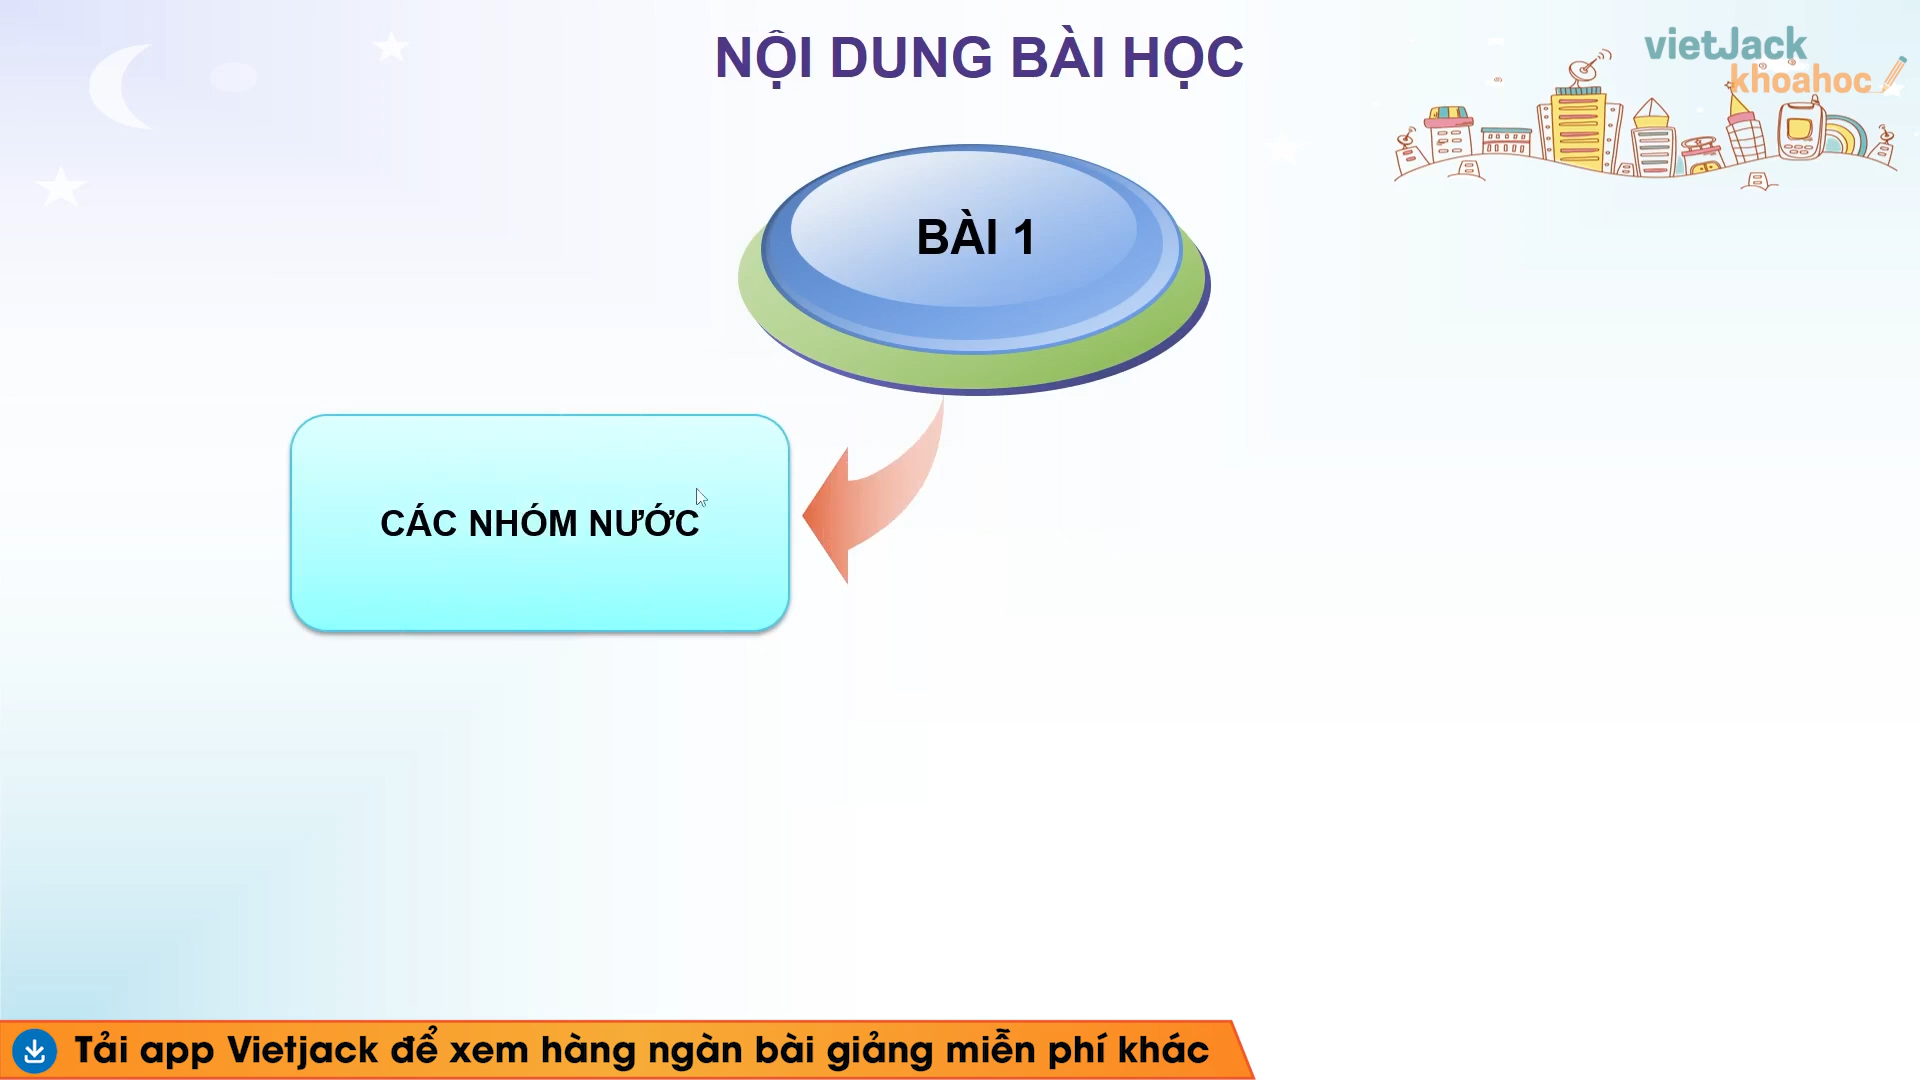 NỘI DUNG BÀI HỌC
vietJack
khoahoc
BÀI 1
CÁC NHÓM NƯỚC
Tải app Vietjack để xem hàng ngàn bài giảng miễn phí khác